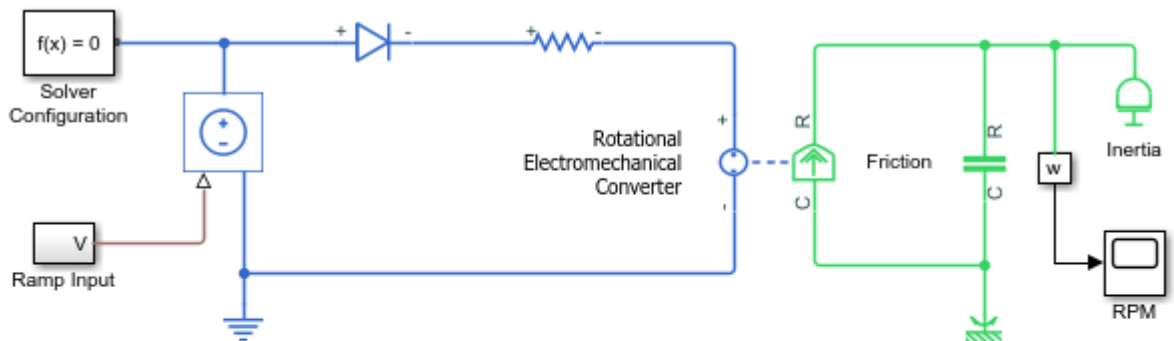 f(x) = 0
Solver
Configuration
+
-
+
-
+
-
V
Ramp Input
Rotational
Electromechanical
Converter
+
-
R
C
Friction
R
C
w
Inertia
RPM